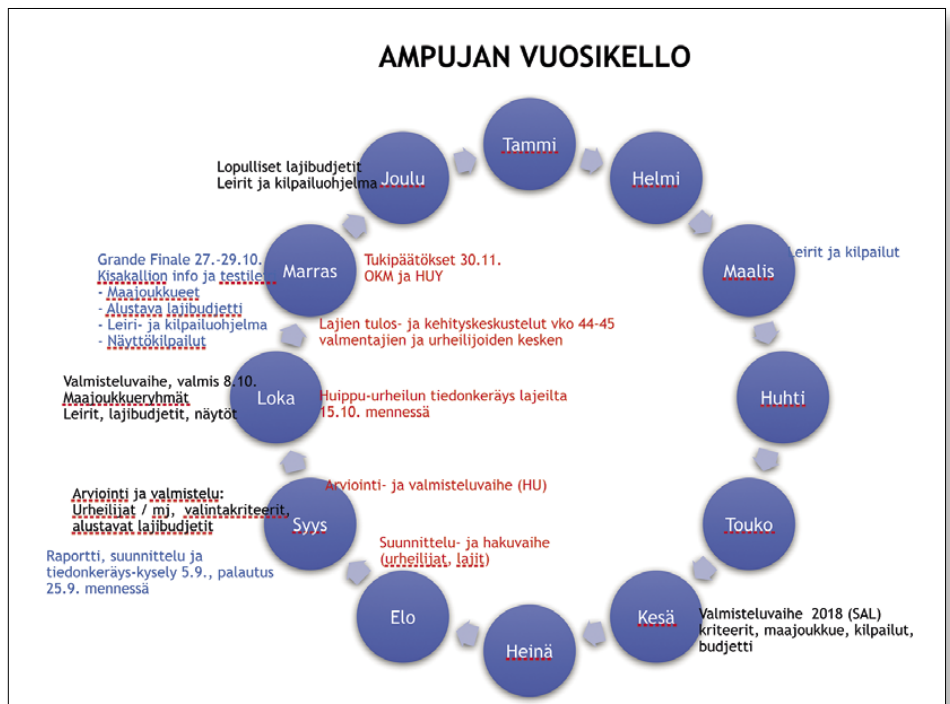 AMPUJAN VUOSIKELLO
Tammi
Helmi
Maalis
Leirit ja kilpailut
Huhti
Touko
Kesä
Valmisteluvaihe 2018 (SAL)
kriteerit, maajoukkue, kilpailut,
budjetti
Heinä
Elo
Suunnittelu- ja hakuvaihe
(urheilijat, lajit)
Syys
Arviointi- ja valmisteluvaihe (HU)
Arviointi ja valmistelu:
Urheilijat / mj. valintakriteerit,
alustavat lajibudjetit
Raportti, suunnittelu ja
tiedonkeräys-kysely 5.9., palautus
25.9. mennessä
Loka
Huippu-urheilun tiedonkeräys lajeilta
15.10. mennessä
Valmisteluvaihe, valmis 8.10.
Maajoukkueryhmät
Leirit, lajibudjetit, näytöt
Lajien tulos- ja kehityskeskustelut vko 44-45
valmentajien ja urheilijoiden kesken
Marras
Tukipäätökset 30.11.
OKM ja HUY
Grande Finale 27.-29.10.
Kisakallion info ja testileiri
- Maajoukkueet
- Alustava lajibudjetti
- Leiri- ja kilpailuohjelma
- Näyttökilpailut
Joulu
Lopulliset lajibudjetit
Leirit ja kilpailuohjelma